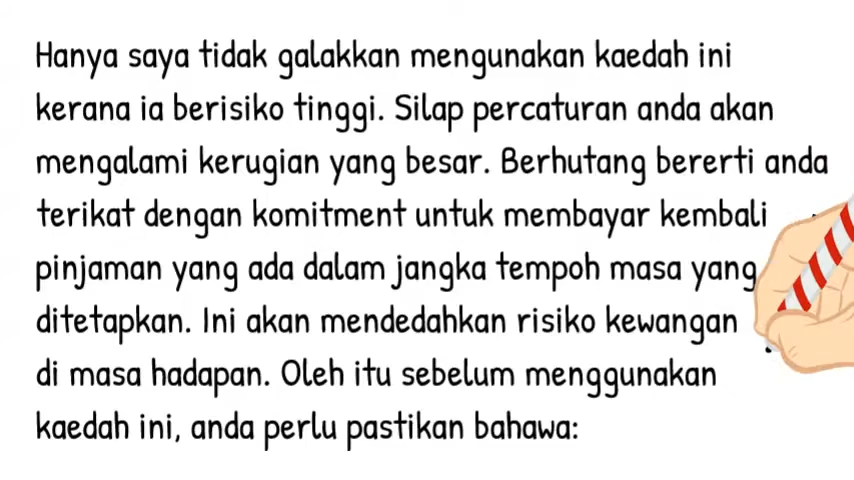 Hanya saya tidak galakkan mengunakan kaedah ini
kerana ia berisiko tinggi. Silap percaturan anda akan
mengalami kerugian yang besar. Berhutang bererti anda
terikat dengan komitment untuk membayar kembali
pinjaman yang ada dalam jangka tempoh masa yang
ditetapkan. Ini akan mendedahkan risiko kewangan
di masa hadapan. Oleh itu sebelum menggunakan
kaedah ini, anda perlu pastikan bahawa: